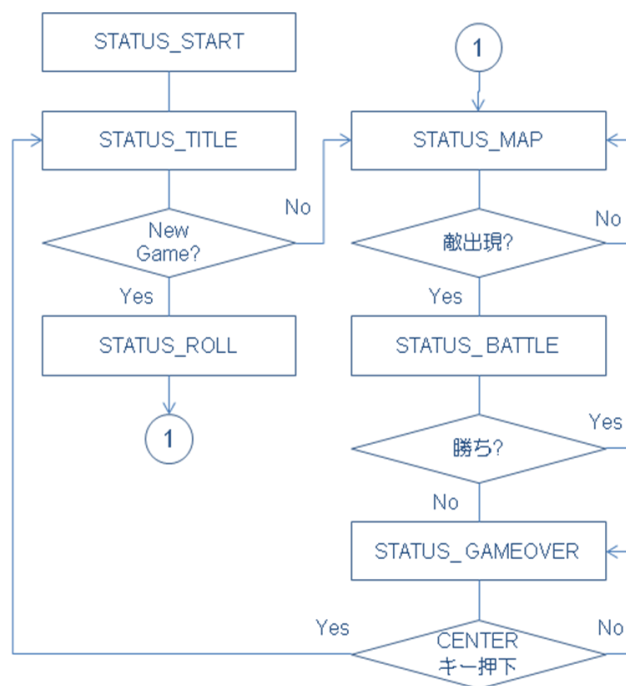 STATUS_START
STATUS_TITLE
New
Game?
No
Yes
STATUS_ROLL
1
1
STATUS_MAP
敵出現?
No
Yes
STATUS_BATTLE
勝ち?
Yes
No
STATUS_GAMEOVER
CENTER
キー押下
Yes
No